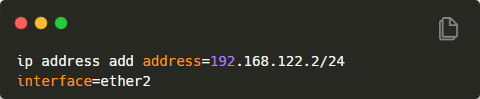 ip address add address=192.168.122.2/24
interface=ether2